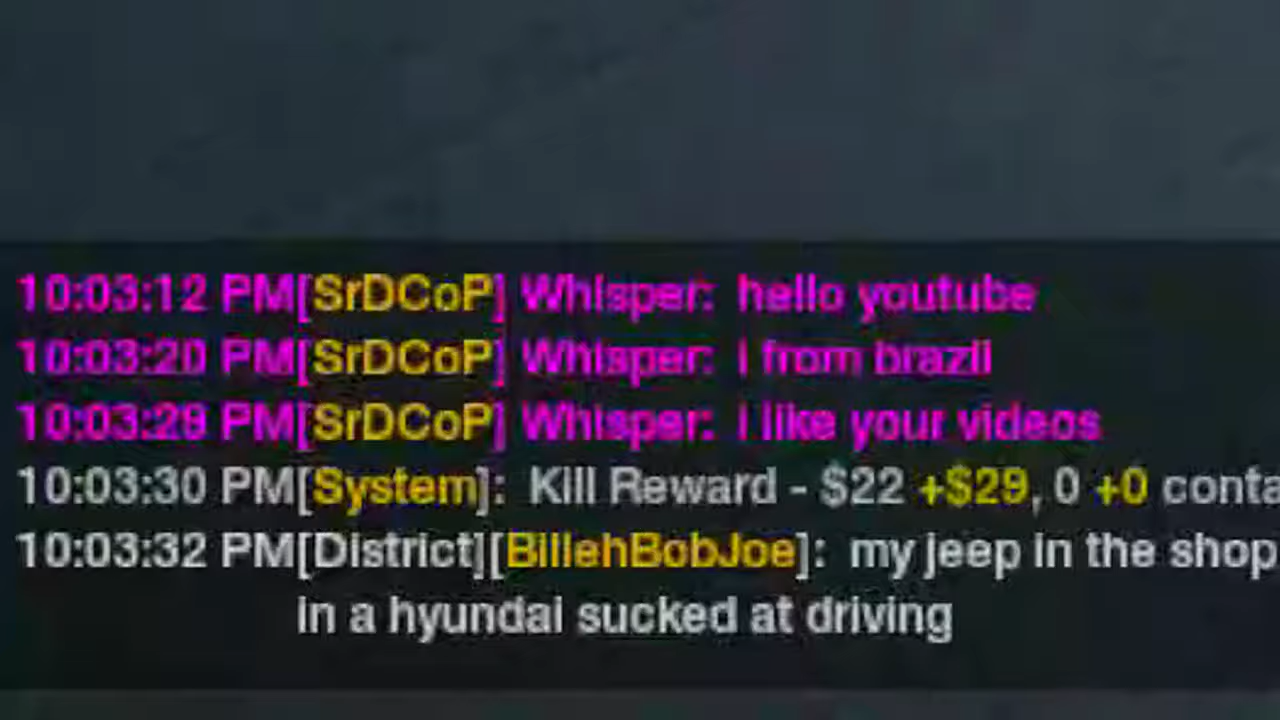 10:03:12 PM[SrDCoP] Whisper: hello youtube
10:03:20 PM[SrDCoP] Whisper: i from brazil
10:03:29 PM[SrDCoP] Whisper: i like your videos
10:03:30 PM[System]: Kill Reward - $22 +$29, 0 +0 conta
10:03:32 PM[District][BillehBobJoe]: my jeep in the shop
in a hyundai sucked at driving